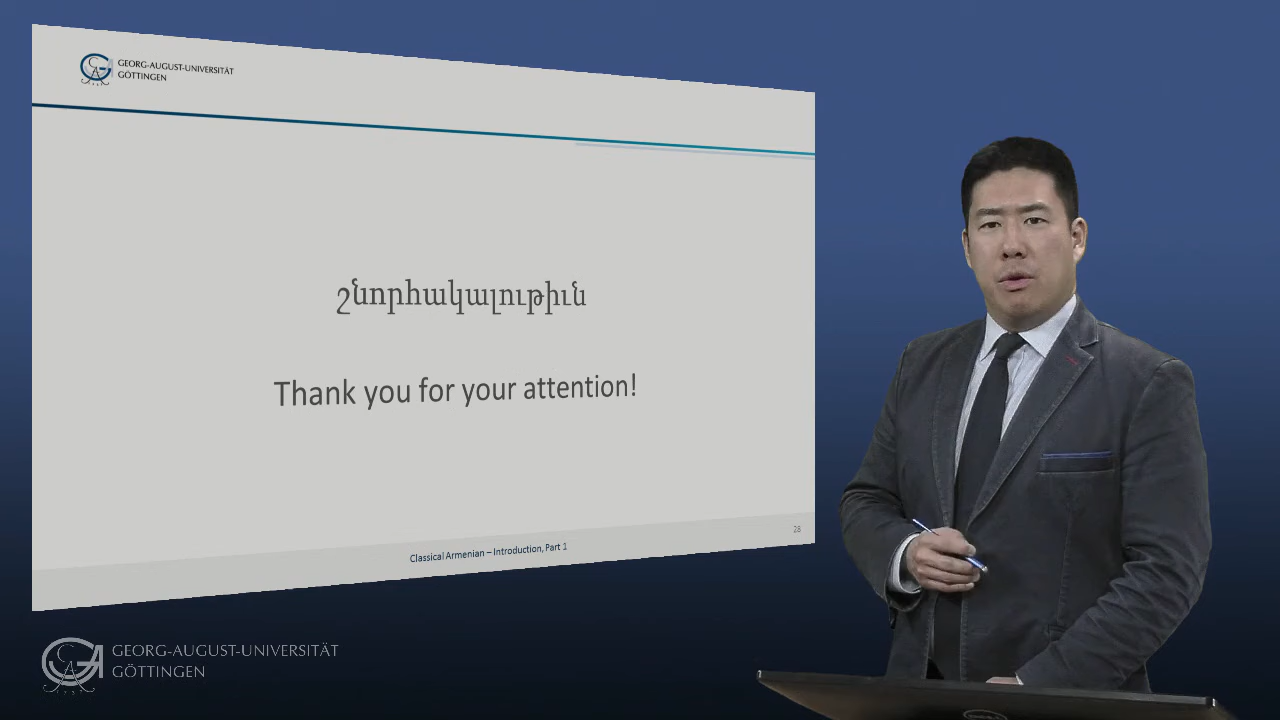 GEORG-AUGUST-UNIVERSITÄT
GÖTTINGEN
շնորհակալութիւն
Thank you for your attention!
28
Classical Armenian – Introduction, Part 1
GEORG-AUGUST-UNIVERSITÄT
GÖTTINGEN